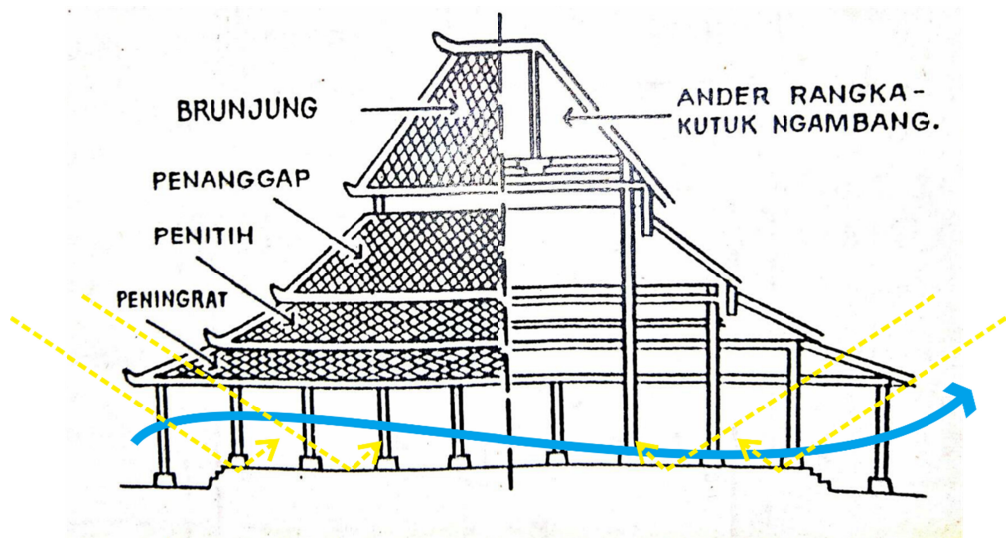 BRUNJUNG
ANDER RANGKA-
KUTUK NGAMBANG.
PENANGGAP
PENITIH
PENINGRAT